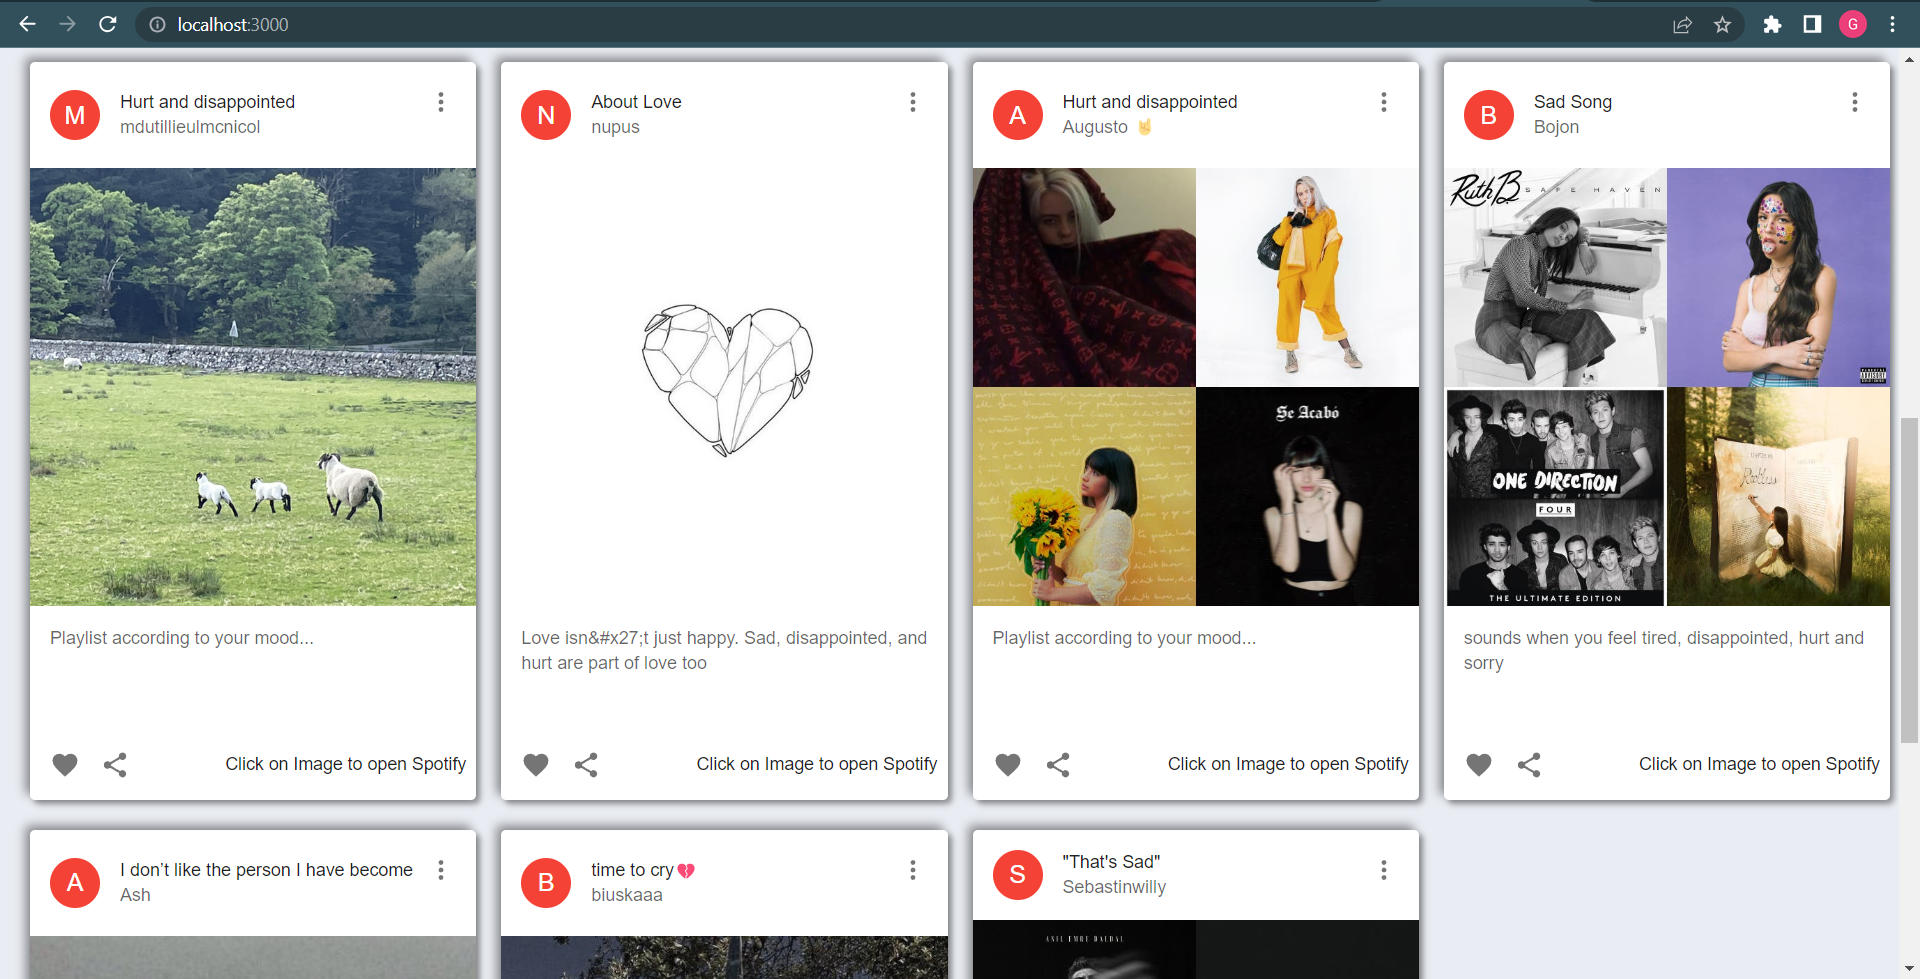 localhost:3000
G
M
Hurt and disappointed
mdutillieulmcnicol
Playlist according to your mood...
Click on Image to open Spotify
N
About Love
nupus
Love isn&#x27;t just happy. Sad, disappointed, and
hurt are part of love too
Click on Image to open Spotify
A
Hurt and disappointed
Augusto 🤘
Se Acabó
Playlist according to your mood...
Click on Image to open Spotify
B
Sad Song
Bojon
Ruth B
SAFE HAVEN
ONE DIRECTION
FOUR
THE ULTIMATE EDITION
sounds when you feel tired, disappointed, hurt and
sorry
Click on Image to open Spotify
A
I don’t like the person I have become
Ash
B
time to cry💔
biuskaaa
S
"That's Sad"
Sebastinwilly
ANIL EMRE DALDAL